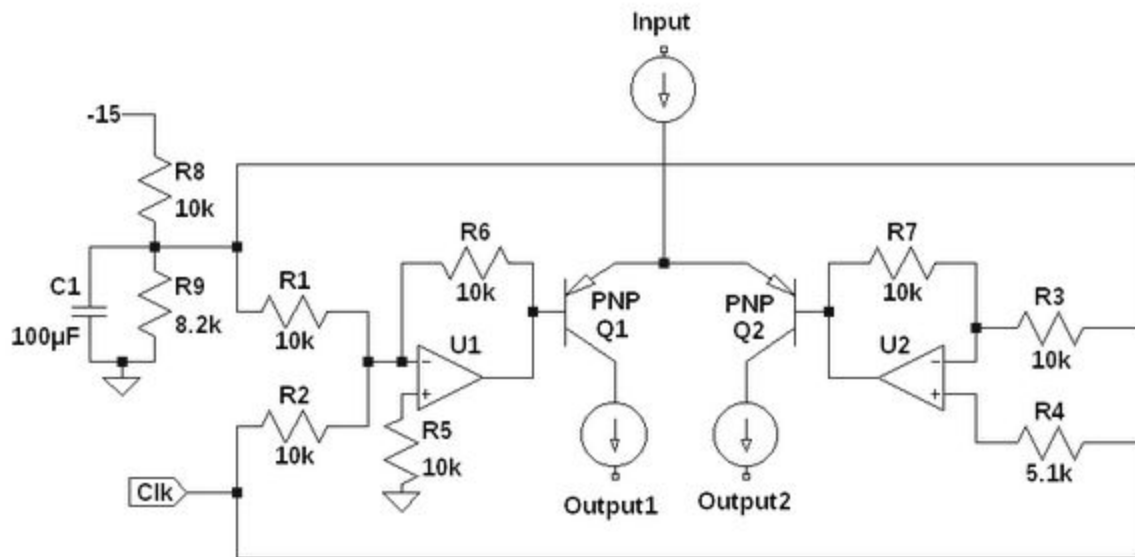 Input
-15
R8
10k
C1
100µF
R9
8.2k
R1
10k
R2
10k
R6
10k
U1
-
+
R5
10k
PNP
Q1
PNP
Q2
R7
10k
U2
-
+
R3
10k
R4
5.1k
Clk
Output1
Output2